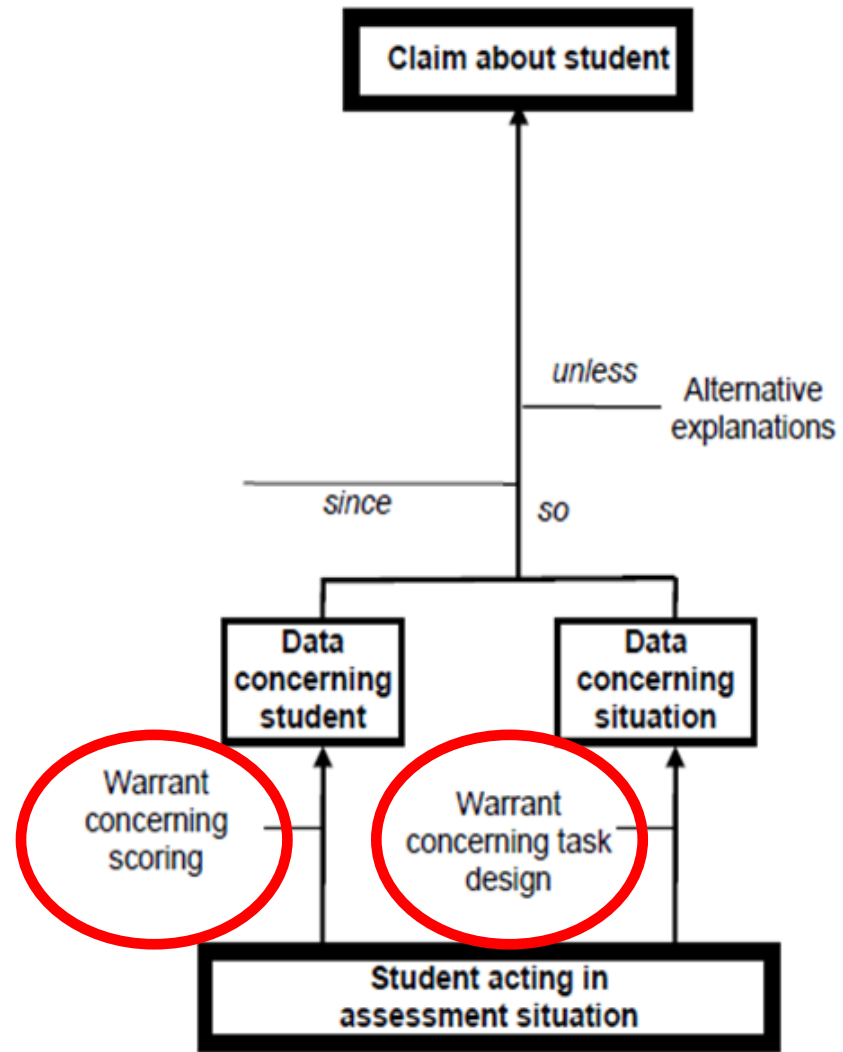 Claim about student
unless
Alternative
explanations
since
so
Data
concerning
student
Data
concerning
situation
Warrant
concerning
scoring
Warrant
concerning task
design
Student acting in
assessment situation